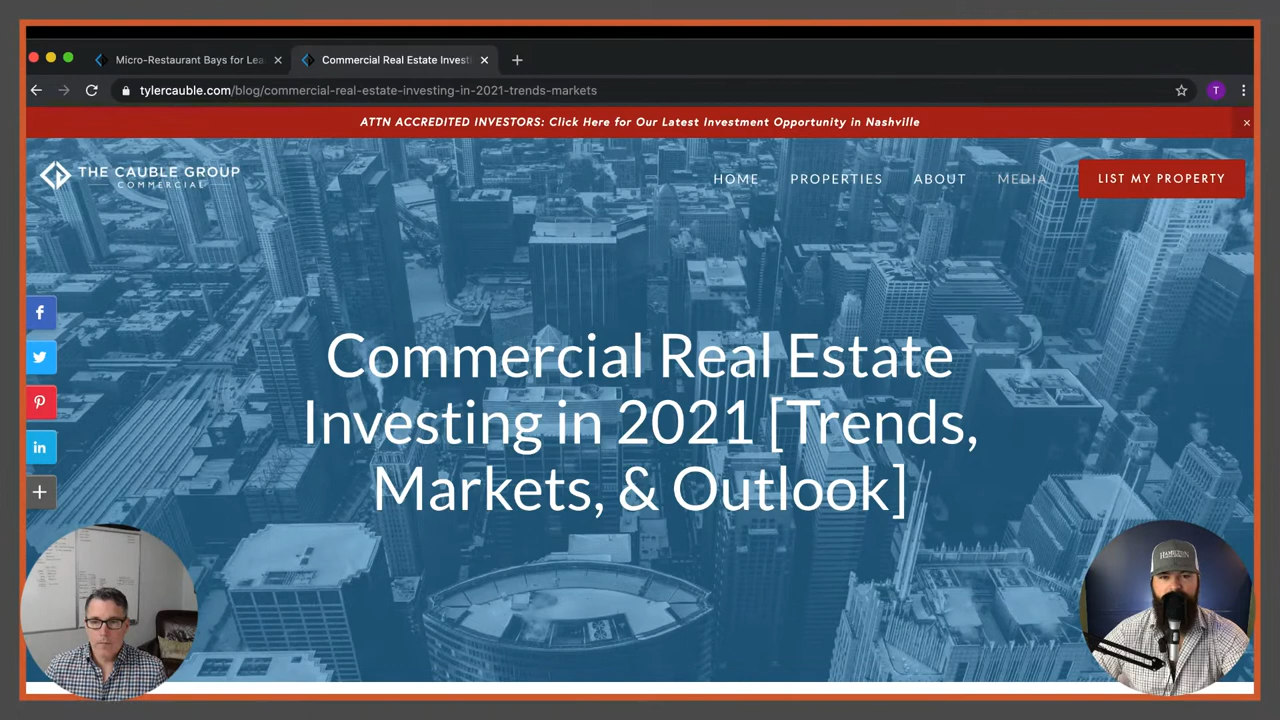 Micro-Restaurant Bays for Lea
Commercial Real Estate Investi
tylercauble.com/blog/commercial-real-estate-investing-in-2021-trends-markets
T
ATTN ACCREDITED INVESTORS: Click Here for Our Latest Investment Opportunity in Nashville
THE CAUBLE GROUP
COMMERCIAL
HOME
PROPERTIES
ABOUT
MEDIA
LIST MY PROPERTY
Commercial Real Estate
Investing in 2021 [Trends,
Markets, & Outlook]
HAMILTON